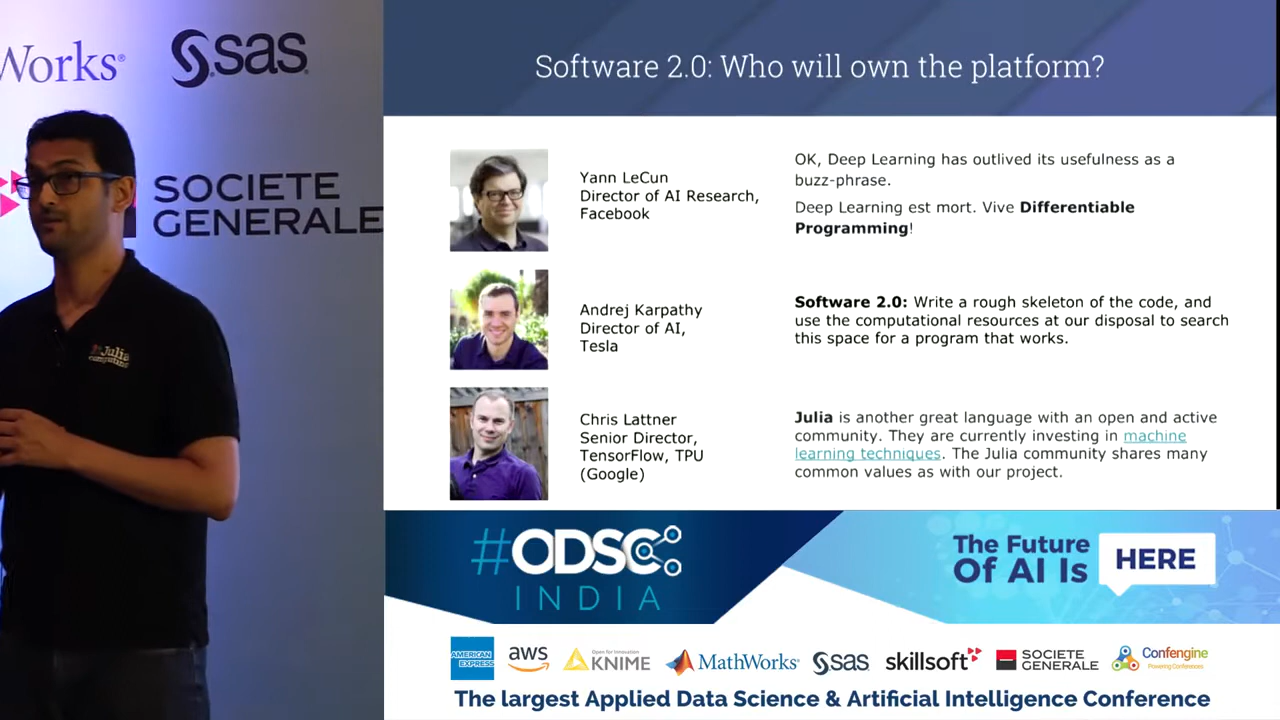 Works®
sas
SOCIETE
GENERALE
Julia
computing
Software 2.0: Who will own the platform?
Yann LeCun
Director of AI Research,
Facebook
OK, Deep Learning has outlived its usefulness as a
buzz-phrase.
Deep Learning est mort. Vive Differentiable
Programming!
Andrej Karpathy
Director of AI,
Tesla
Software 2.0: Write a rough skeleton of the code, and
use the computational resources at our disposal to search
this space for a program that works.
Chris Lattner
Senior Director,
TensorFlow, TPU
(Google)
Julia is another great language with an open and active
community. They are currently investing in machine
learning techniques. The Julia community shares many
common values as with our project.
#ODSC
INDIA
The Future
Of AI Is
HERE
AMERICAN
EXPRESS
aws
Open for Innovation
KNIME
MathWorks®
sas
skillsoft
SOCIETE
GENERALE
Confengine
Powering Conferences
The largest Applied Data Science & Artificial Intelligence Conference